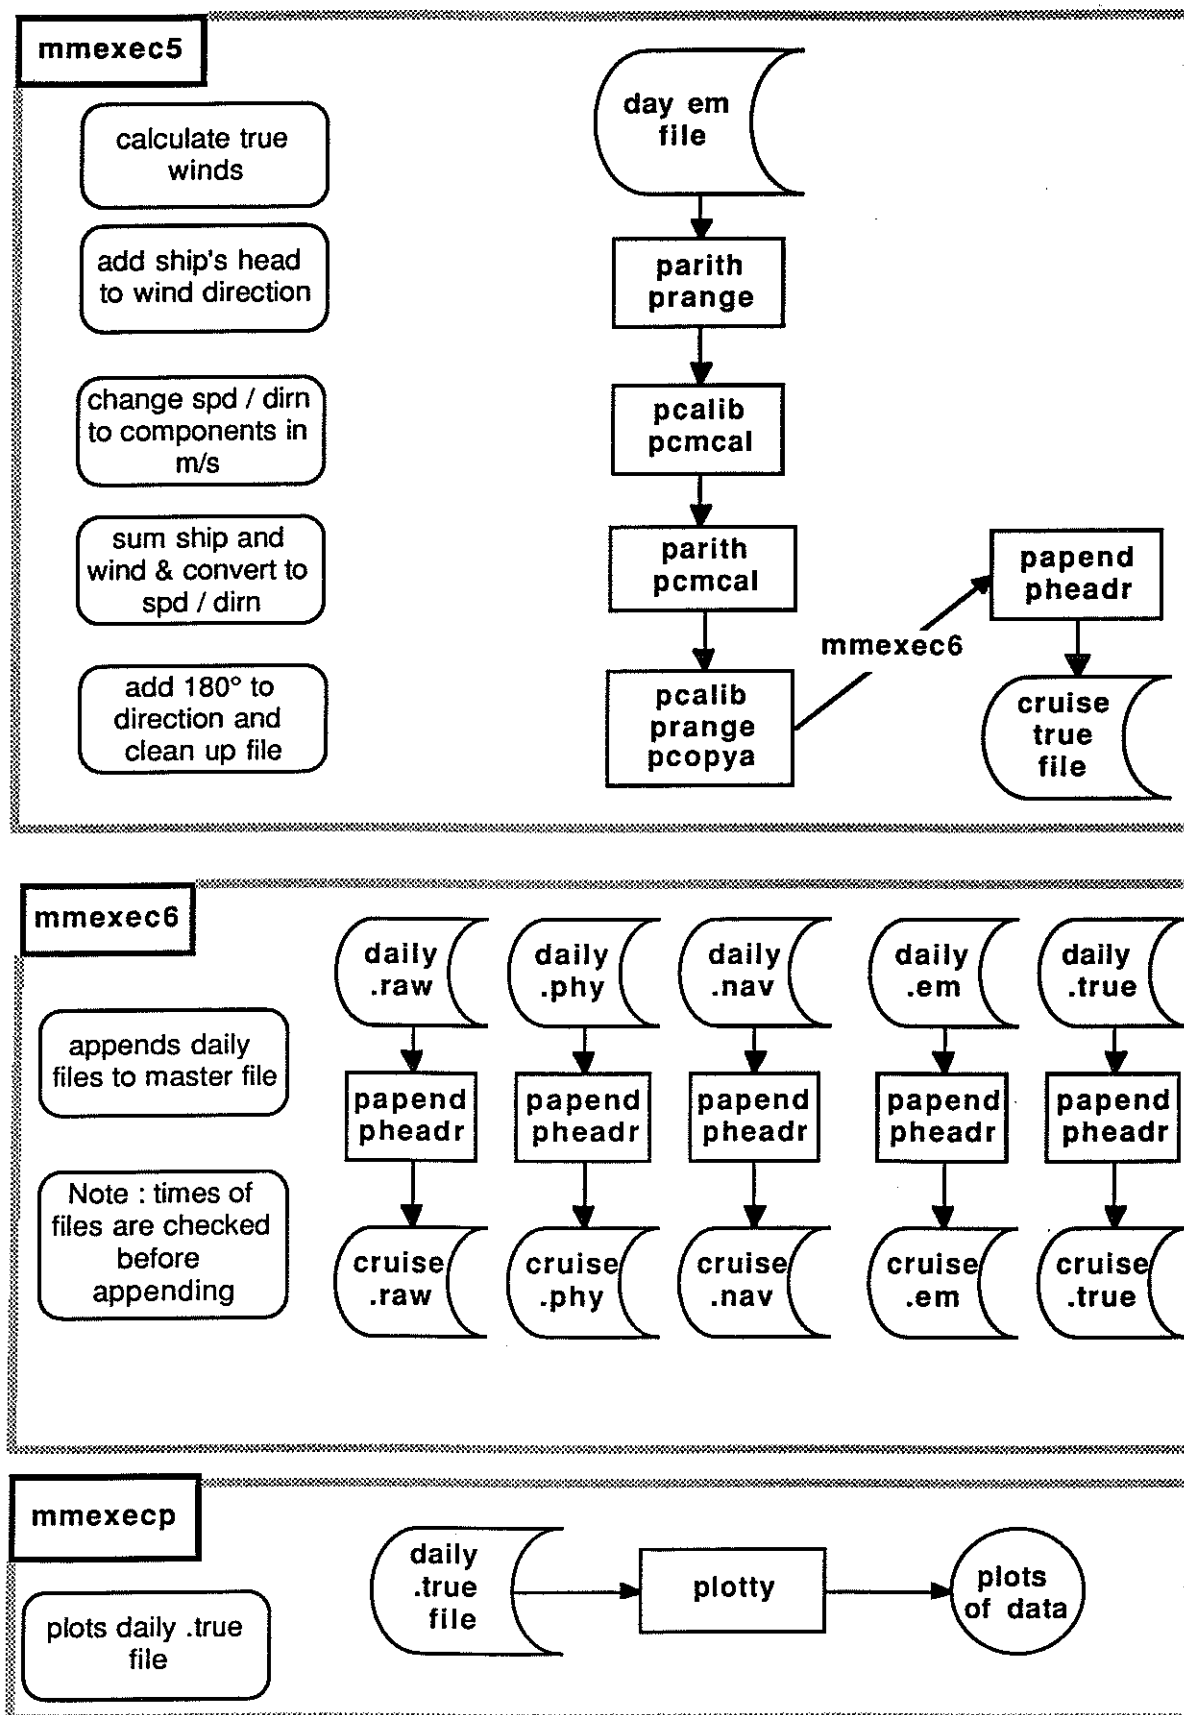 mmexec5
calculate true
winds
add ship's head
to wind direction
change spd / dirn
to components in
m/s
sum ship and
wind & convert to
spd / dirn
add 180° to
direction and
clean up file
day em
file
parith
prange
pcalib
pcmcal
parith
pcmcal
pcalib
prange
pcopya
mmexec6
papend
pheadr
cruise
true
file
mmexec6
appends daily
files to master file
Note : times of
files are checked
before
appending
daily
.raw
papend
pheadr
cruise
.raw
daily
.phy
papend
pheadr
cruise
.phy
daily
.nav
papend
pheadr
cruise
.nav
daily
.em
papend
pheadr
cruise
.em
daily
.true
papend
pheadr
cruise
.true
mmexecp
plots daily .true
file
daily
.true
file
plotty
plots
of data